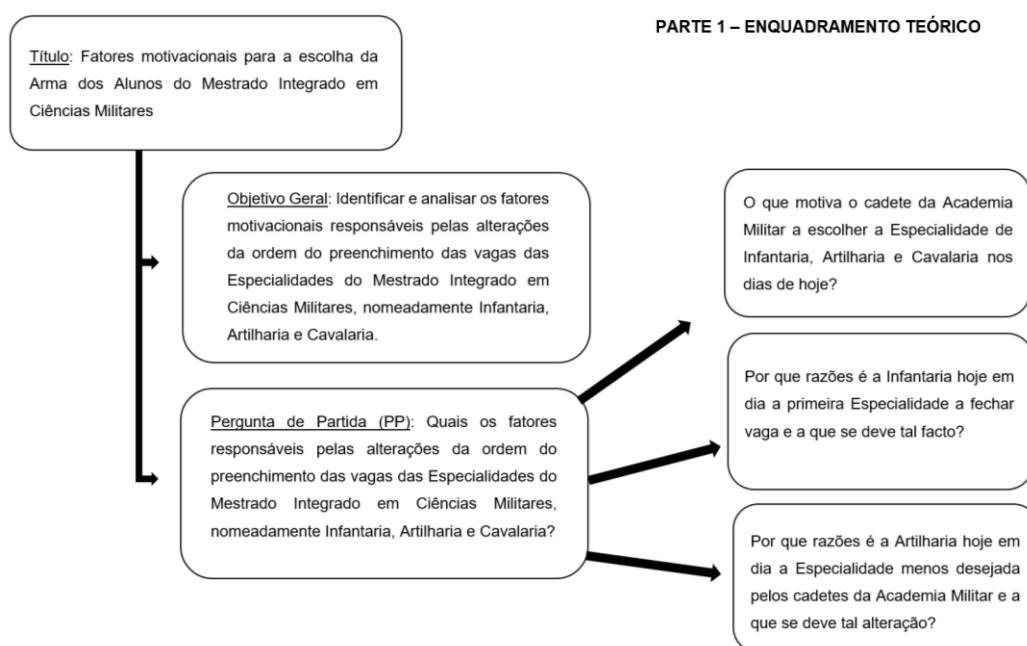 PARTE 1 – ENQUADRAMENTO TEÓRICO
Título: Fatores motivacionais para a escolha da
Arma dos Alunos do Mestrado Integrado em
Ciências Militares
Objetivo Geral: Identificar e analisar os fatores
motivacionais responsáveis pelas alterações
da ordem do preenchimento das vagas das
Especialidades do Mestrado Integrado em
Ciências Militares, nomeadamente Infantaria,
Artilharia e Cavalaria.
Pergunta de Partida (PP): Quais os fatores
responsáveis pelas alterações da ordem do
preenchimento das vagas das Especialidades do
Mestrado Integrado em Ciências Militares,
nomeadamente Infantaria, Artilharia e Cavalaria?
O que motiva o cadete da Academia
Militar a escolher a Especialidade de
Infantaria, Artilharia e Cavalaria nos
dias de hoje?
Por que razões é a Infantaria hoje em
dia a primeira Especialidade a fechar
vaga e a que se deve tal facto?
Por que razões é a Artilharia hoje em
dia a Especialidade menos desejada
pelos cadetes da Academia Militar e a
que se deve tal alteração?